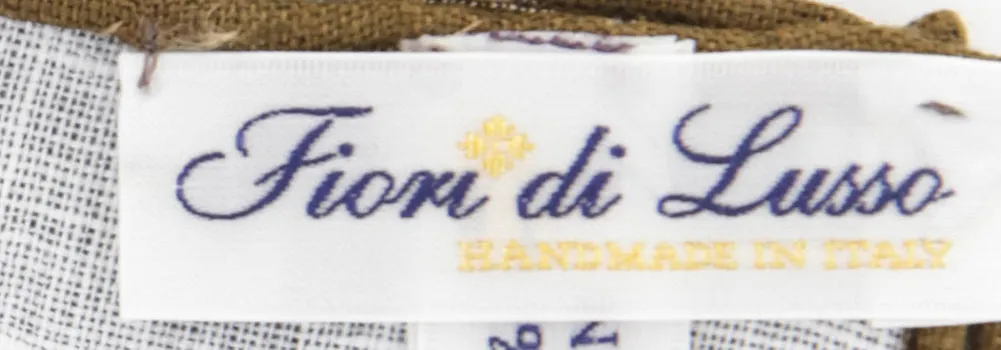 Fiori di Lusso
HANDMADE IN ITALY